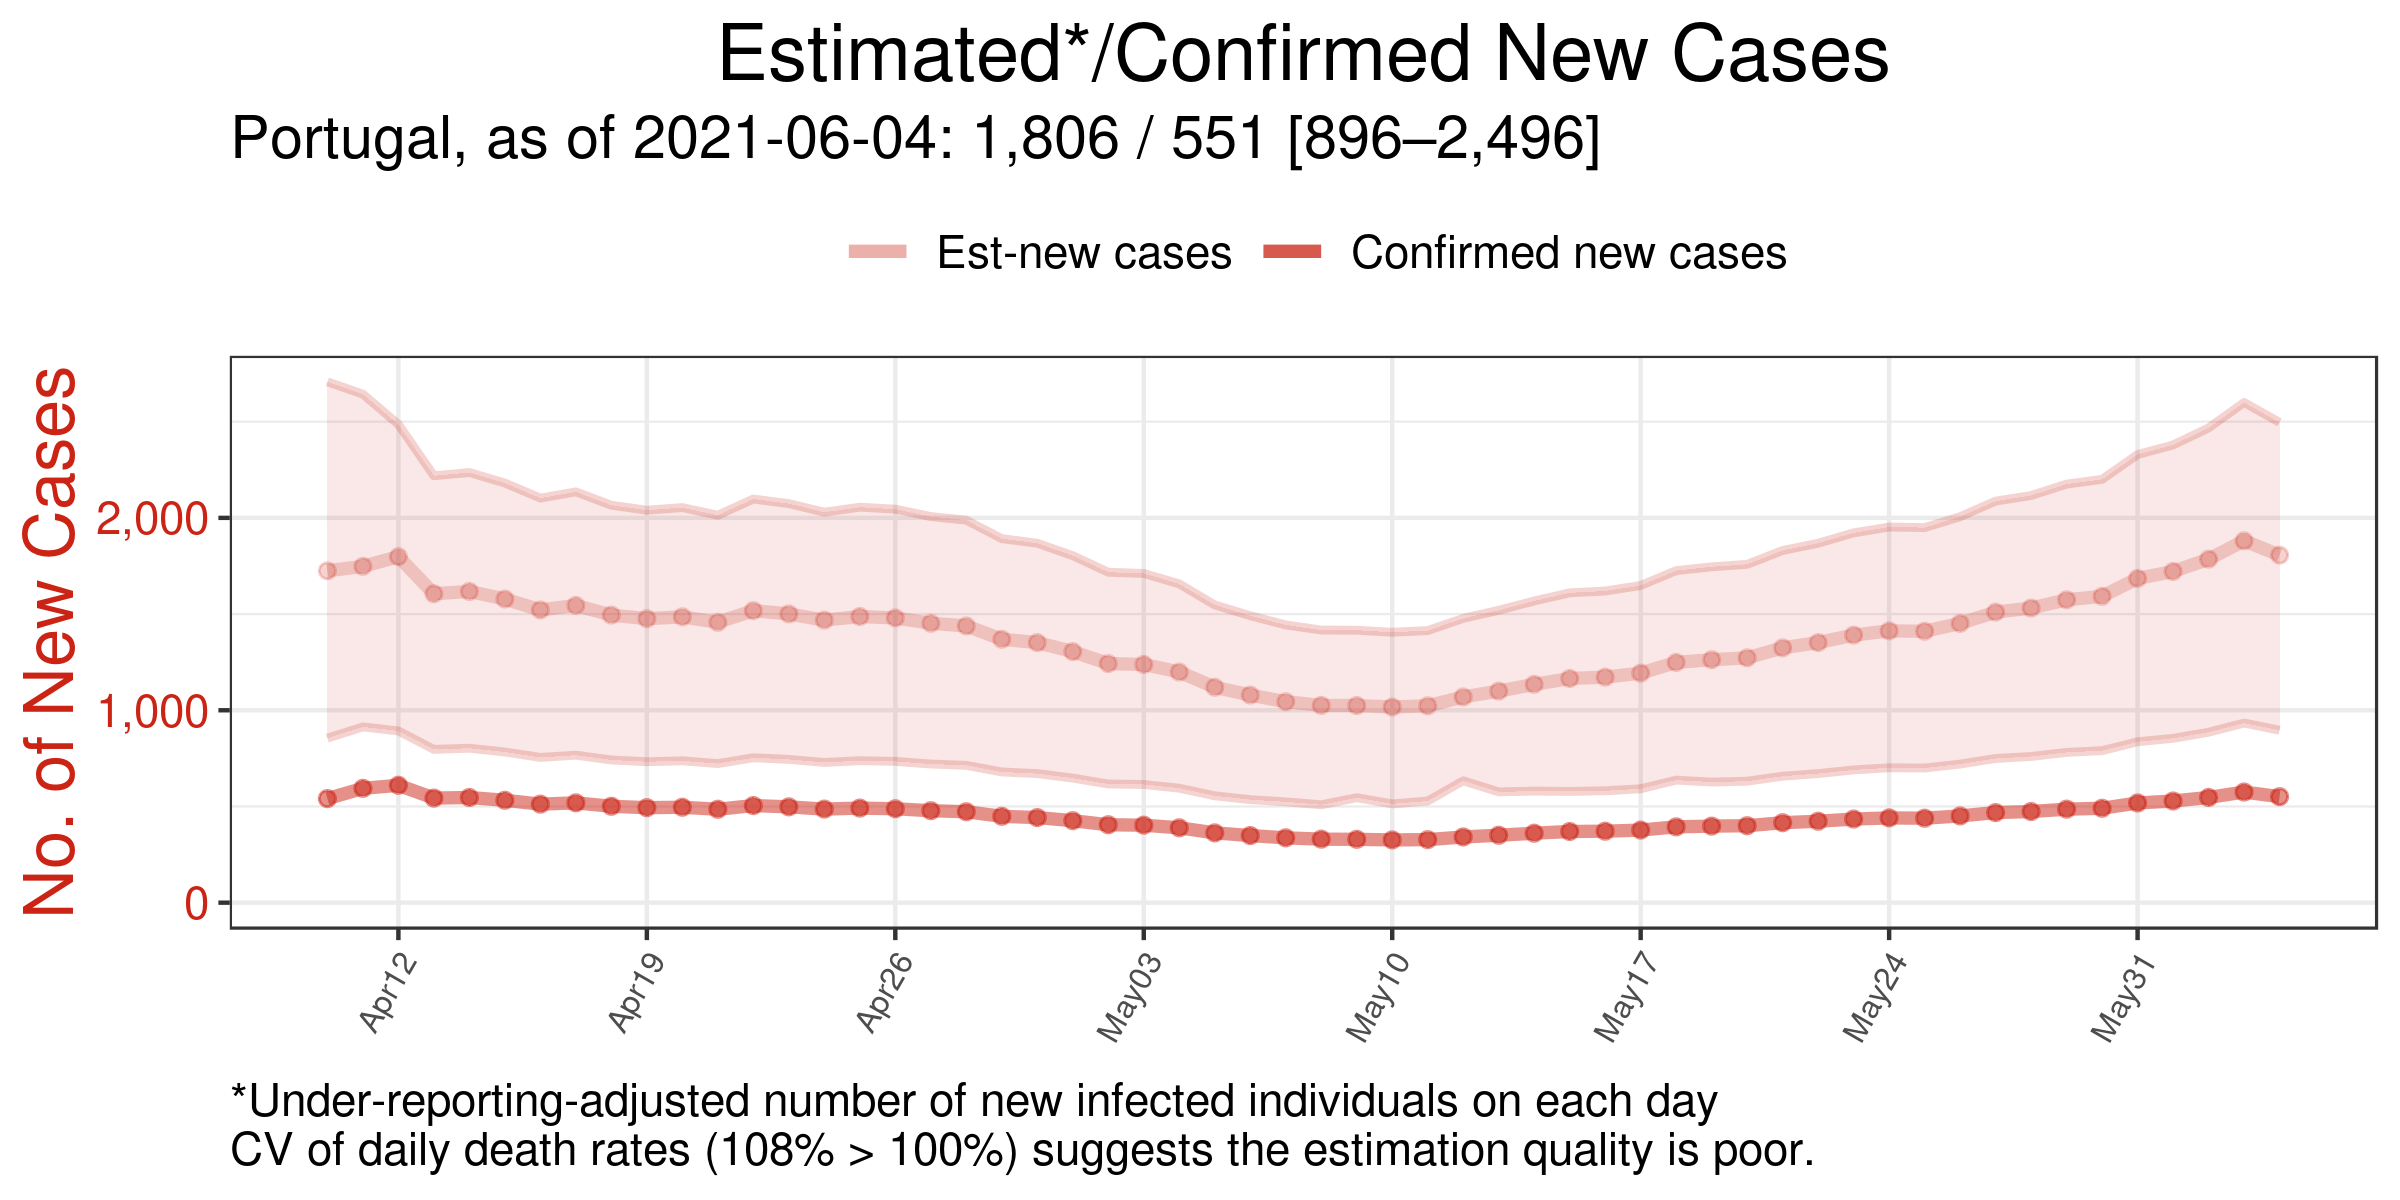 Estimated*/Confirmed New Cases
Portugal, as of 2021-06-04: 1,806 / 551 [896–2,496]
Est-new cases Confirmed new cases
No. of New Cases
2,000
1,000
0
Apr12 Apr19 Apr26 May03 May10 May17 May24 May31
*Under-reporting-adjusted number of new infected individuals on each day
CV of daily death rates (108% > 100%) suggests the estimation quality is poor.